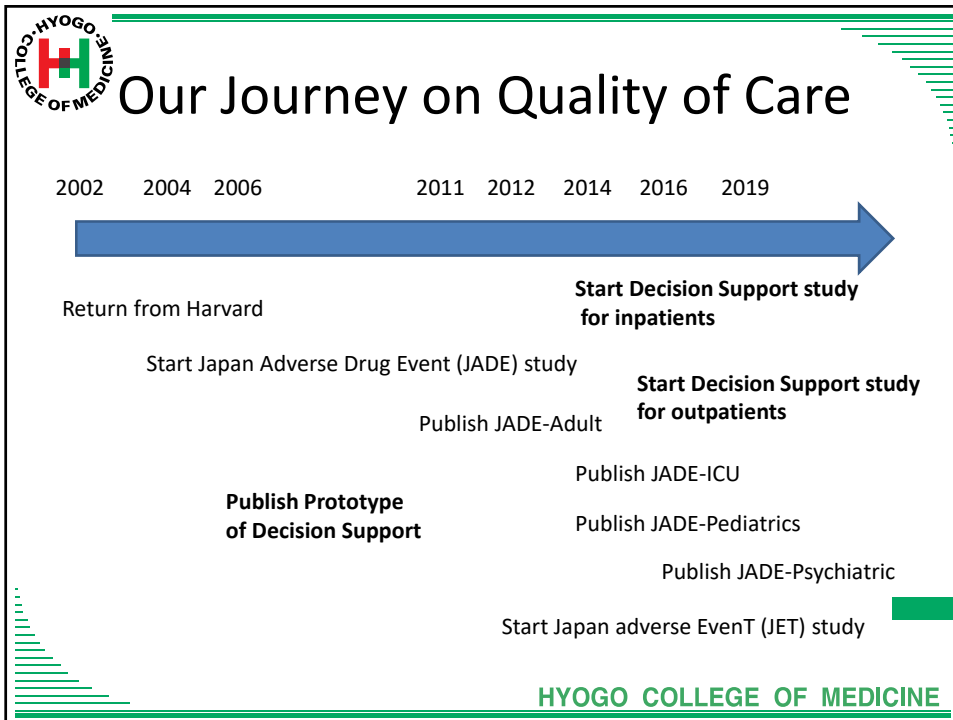 ·HYOGO·
COLLEGE OF MEDICINE
Our Journey on Quality of Care
2002 2004 2006 2011 2012 2014 2016 2019
Return from Harvard
Start Decision Support study
for inpatients
Start Japan Adverse Drug Event (JADE) study
Start Decision Support study
for outpatients
Publish JADE-Adult
Publish JADE-ICU
Publish Prototype
of Decision Support
Publish JADE-Pediatrics
Publish JADE-Psychiatric
Start Japan adverse EvenT (JET) study
HYOGO COLLEGE OF MEDICINE